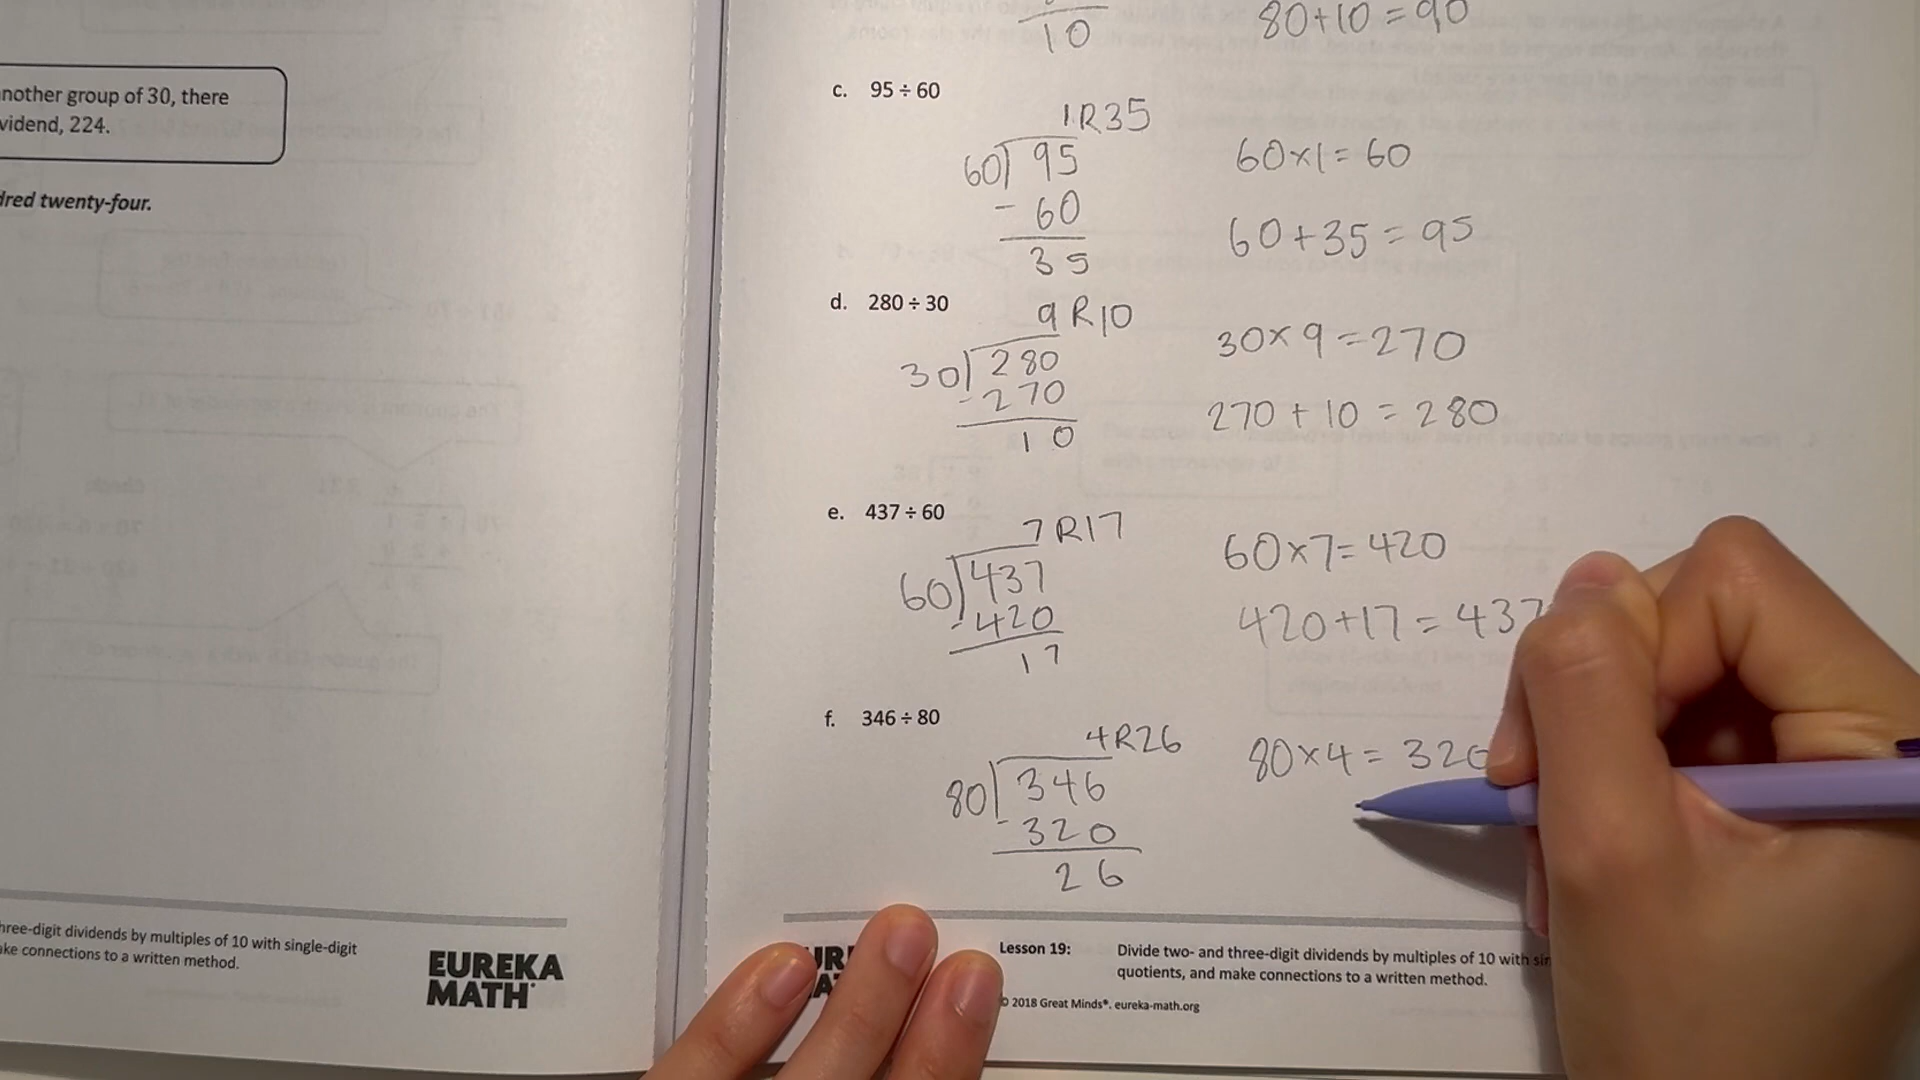 10
80+10=90
nother group of 30, there
vidend, 224.
dred twenty-four.
c. 95÷60
1R35
60)95
-60
35
60×1=60
60+35=95
d. 280÷30
9R10
30)280
-270
10
30×9=270
270+10=280
e. 437÷60
7R17
60)437
-420
17
60×7=420
420+17=437
f. 346÷80
4R26
80)346
-320
26
80×4=320
hree-digit dividends by multiples of 10 with single-digit
ke connections to a written method.
EUREKA
MATH
Lesson 19:
Divide two- and three-digit dividends by multiples of 10 with sin
quotients, and make connections to a written method.
© 2018 Great Minds®. eureka-math.org